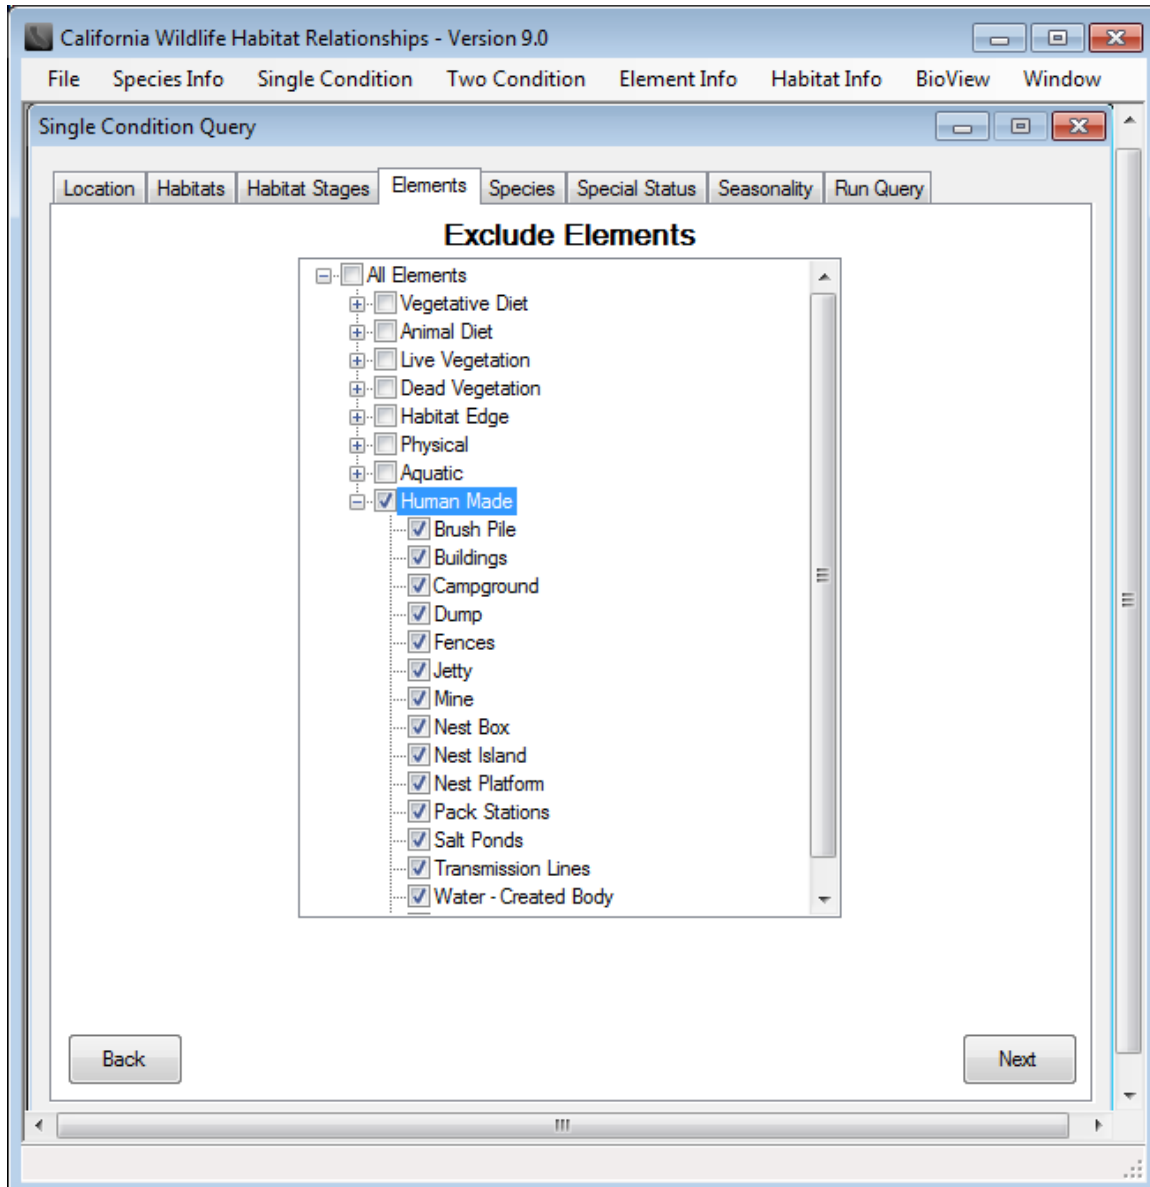 California Wildlife Habitat Relationships - Version 9.0
File Species Info Single Condition Two Condition Element Info Habitat Info BioView Window
Single Condition Query
Location Habitats Habitat Stages Elements Species Special Status Seasonality Run Query
Exclude Elements
All Elements
Vegetative Diet
Animal Diet
Live Vegetation
Dead Vegetation
Habitat Edge
Physical
Aquatic
Human Made
Brush Pile
Buildings
Campground
Dump
Fences
Jetty
Mine
Nest Box
Nest Island
Nest Platform
Pack Stations
Salt Ponds
Transmission Lines
Water - Created Body
Back Next